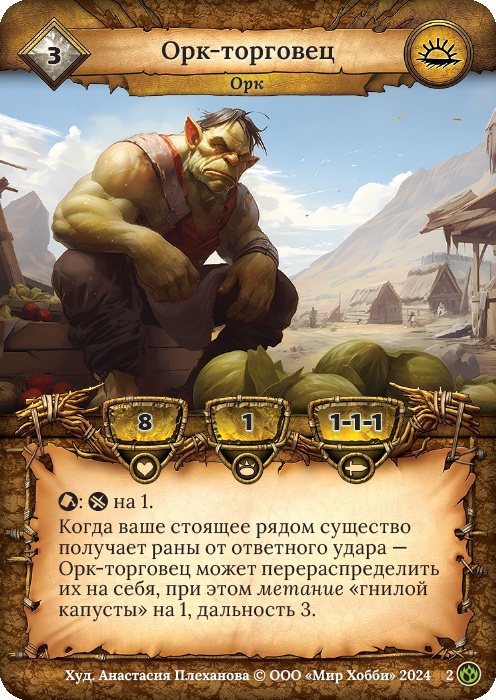 3
Орк-торговец
Орк
8
1
1-1-1
: на 1.
Когда ваше стоящее рядом существо
получает раны от ответного удара —
Орк-торговец может перераспределить
их на себя, при этом метание «гнилой
капусты» на 1, дальность 3.
Худ. Анастасия Плеханова © ООО «Мир Хобби» 2024 2